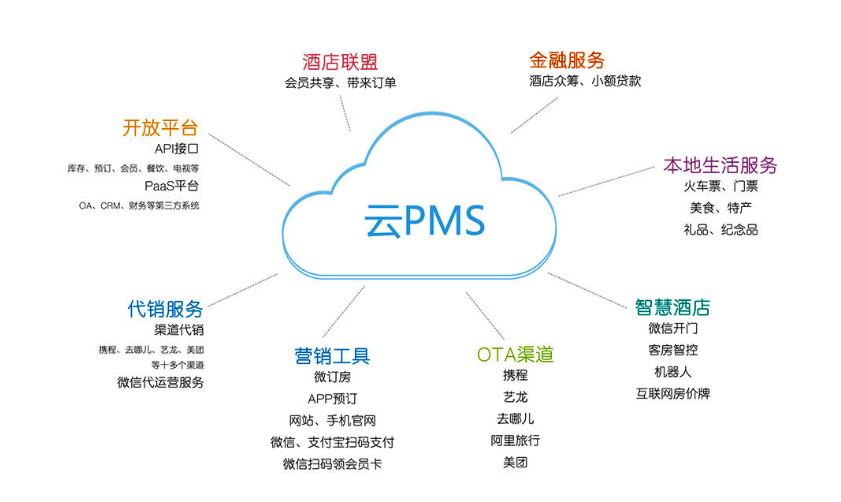 酒店联盟
会员共享、带来订单
金融服务
酒店众筹、小额贷款
开放平台
API接口
库存、预订、会员、餐饮、电视等
PaaS平台
OA、CRM、财务等第三方系统
本地生活服务
火车票、门票
美食、特产
礼品、纪念品
云PMS
代销服务
渠道代销
携程、去哪儿、艺龙、美团
等十多个渠道
微信代运营服务
营销工具
微订房
APP预订
网站、手机官网
微信、支付宝扫码支付
微信扫码领会员卡
OTA渠道
携程
艺龙
去哪儿
阿里旅行
美团
智慧酒店
微信开门
客房智控
机器人
互联网房价牌